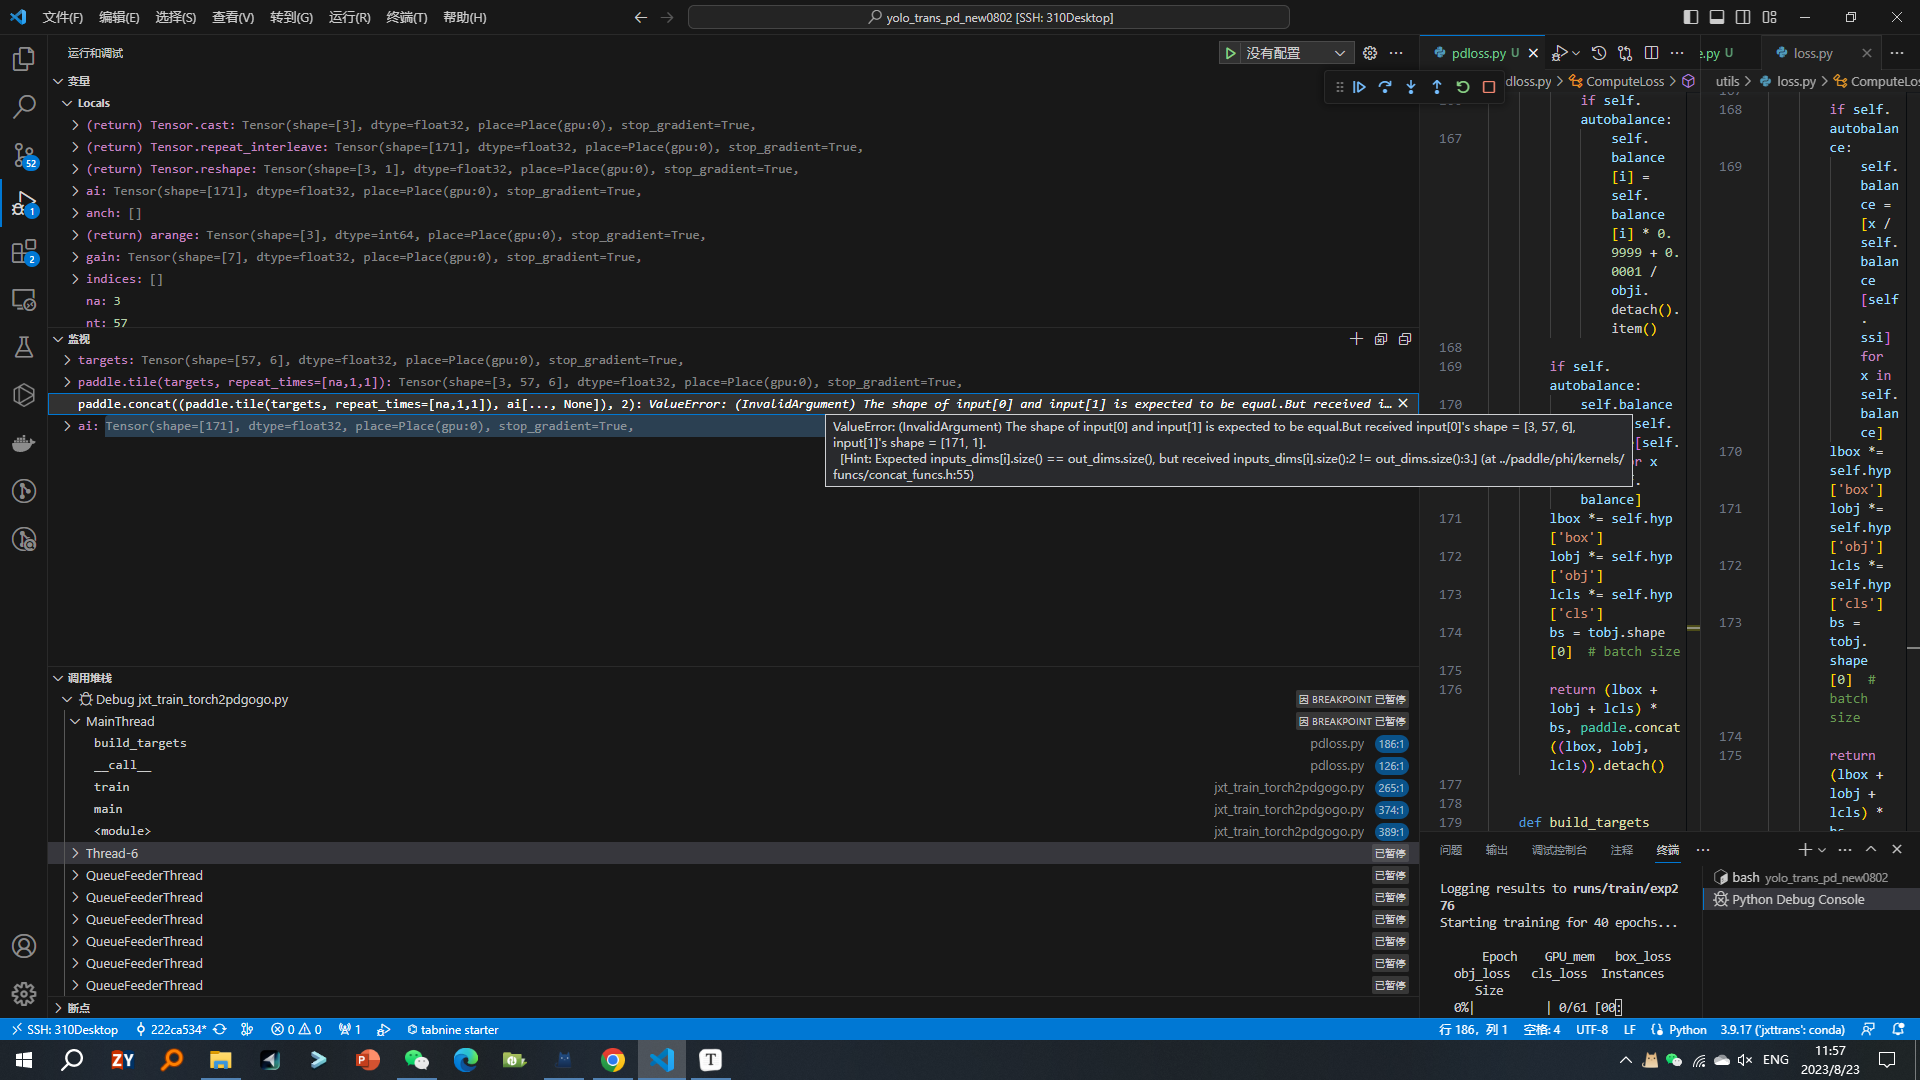 文件(F) 编辑(E) 选择(S) 查看(V) 转到(G) 运行(R) 终端(T) 帮助(H)
yolo_trans_pd_new0802 [SSH: 310Desktop]
运行和调试
没有配置
变量
Locals
(return) Tensor.cast: Tensor(shape=[3], dtype=float32, place=Place(gpu:0), stop_gradient=True,
(return) Tensor.repeat_interleave: Tensor(shape=[171], dtype=float32, place=Place(gpu:0), stop_gradient=True,
(return) Tensor.reshape: Tensor(shape=[3, 1], dtype=float32, place=Place(gpu:0), stop_gradient=True,
ai: Tensor(shape=[171], dtype=float32, place=Place(gpu:0), stop_gradient=True,
anch: []
(return) arange: Tensor(shape=[3], dtype=int64, place=Place(gpu:0), stop_gradient=True,
gain: Tensor(shape=[7], dtype=float32, place=Place(gpu:0), stop_gradient=True,
indices: []
na: 3
nt: 57
监视
targets: Tensor(shape=[57, 6], dtype=float32, place=Place(gpu:0), stop_gradient=True,
paddle.tile(targets, repeat_times=[na,1,1]): Tensor(shape=[3, 57, 6], dtype=float32, place=Place(gpu:0), stop_gradient=True,
paddle.concat((paddle.tile(targets, repeat_times=[na,1,1]), ai[..., None]), 2): ValueError: (InvalidArgument) The shape of input[0] and input[1] is expected to be equal.But received i…
ai: Tensor(shape=[171], dtype=float32, place=Place(gpu:0), stop_gradient=True,
ValueError: (InvalidArgument) The shape of input[0] and input[1] is expected to be equal.But received input[0]'s shape = [3, 57, 6],
input[1]'s shape = [171, 1].
[Hint: Expected inputs_dims[i].size() == out_dims.size(), but received inputs_dims[i].size():2 != out_dims.size():3.] (at ../paddle/phi/kernels/
funcs/concat_funcs.h:55)
调用堆栈
Debug jxt_train_torch2pdgogo.py
因 BREAKPOINT 已暂停
MainThread
因 BREAKPOINT 已暂停
build_targets pdloss.py 186:1
__call__ pdloss.py 126:1
train jxt_train_torch2pdgogo.py 265:1
main jxt_train_torch2pdgogo.py 374:1
<module> jxt_train_torch2pdgogo.py 389:1
Thread-6 已暂停
QueueFeederThread 已暂停
QueueFeederThread 已暂停
QueueFeederThread 已暂停
QueueFeederThread 已暂停
QueueFeederThread 已暂停
QueueFeederThread 已暂停
断点
pdloss.py U
dloss.py > ComputeLoss >
if self.
autobalance:
167 self.
balance
[i] =
self.
balance
[i] * 0.
9999 + 0.
0001 /
obji.
detach().
item()
168
169 if self.
autobalance:
170 self.balance
self.
balance]
171 lbox *= self.hyp
['box']
172 lobj *= self.hyp
['obj']
173 lcls *= self.hyp
['cls']
174 bs = tobj.shape
[0] # batch size
175
176 return (lbox +
lobj + lcls) *
bs, paddle.concat
((lbox, lobj,
lcls)).detach()
177
178
179 def build_targets
e.py U
loss.py
utils > loss.py > ComputeLos
168 if self.
autobalan
ce:
169 self.
balan
ce =
[x /
self.
balan
ce
[self
.
ssi]
for
x in
self.
balan
ce]
170 lbox *=
self.hyp
['box']
171 lobj *=
self.hyp
['obj']
172 lcls *=
self.hyp
['cls']
173 bs =
tobj.
shape
[0] #
batch
size
174
175 return
(lbox +
lobj +
lcls) *
问题 输出 调试控制台 注释 终端
Logging results to runs/train/exp2
76
Starting training for 40 epochs...
Epoch GPU_mem box_loss
obj_loss cls_loss Instances
Size
0%| | 0/61 [00:
bash yolo_trans_pd_new0802
Python Debug Console
SSH: 310Desktop 222ca534* 0 0 1 tabnine starter
行 186，列 1 空格: 4 UTF-8 LF Python 3.9.17 ('jxttrans': conda)
52
1
2
ZY
T
ENG
11:57
2023/8/23